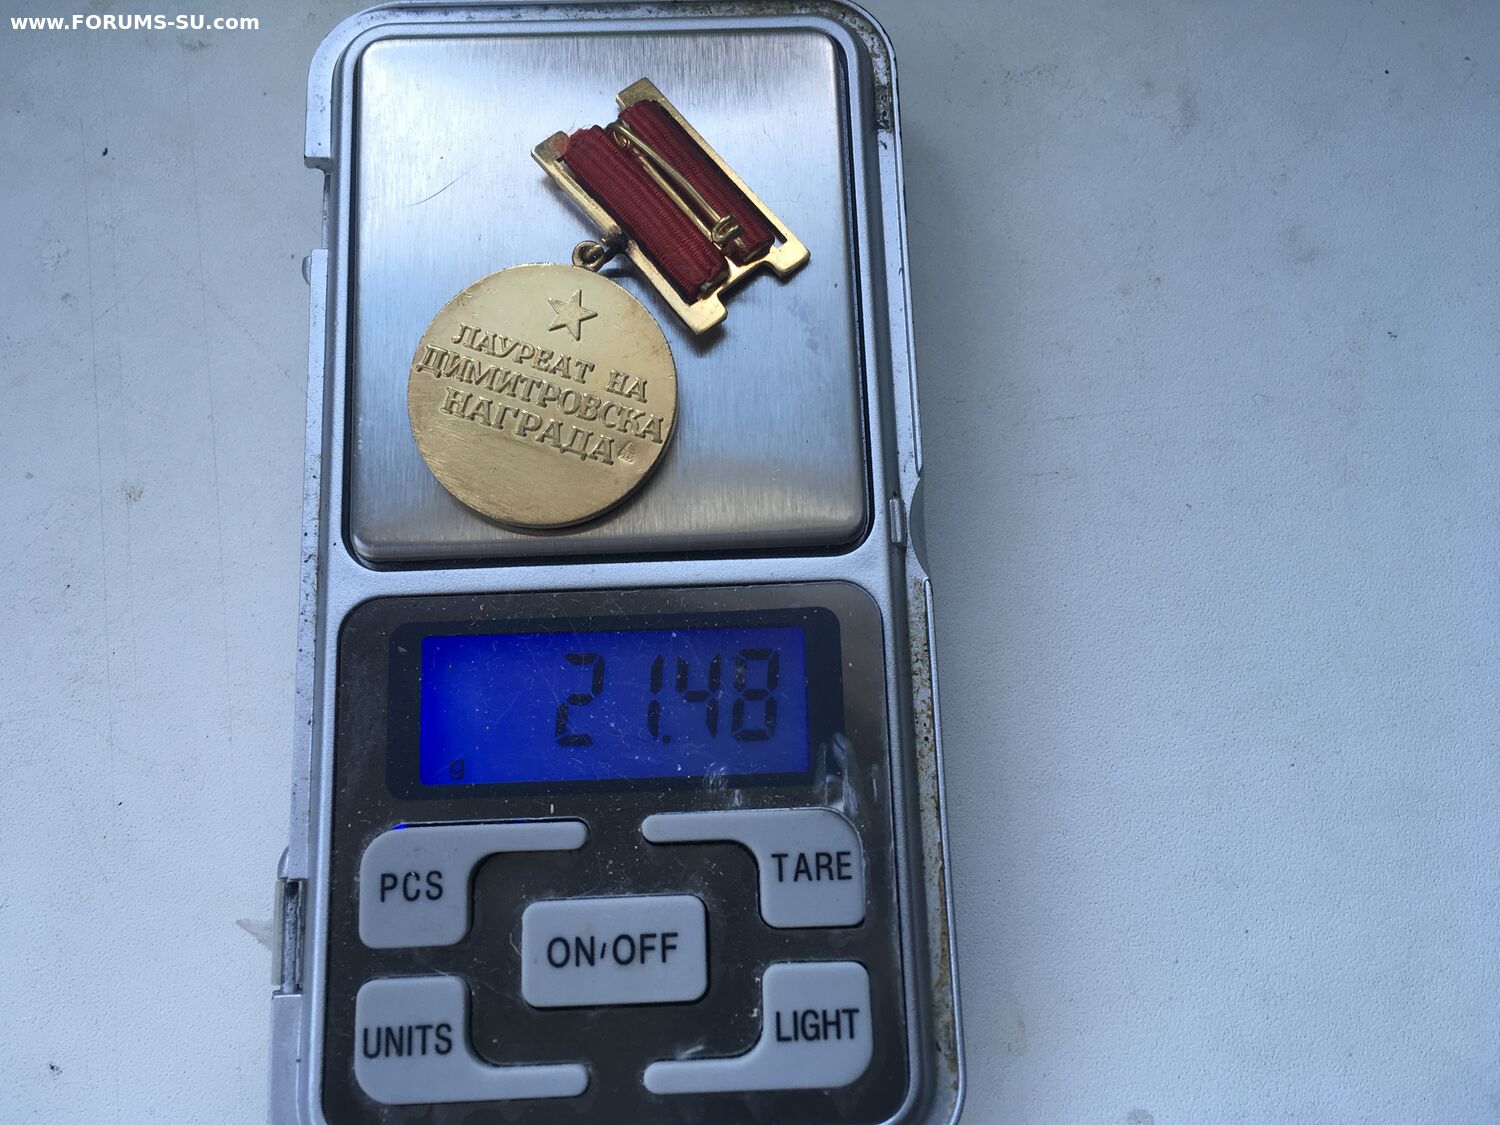 www.FORUMS-SU.com
ЛАУРЕАТ НА
ДИМИТРОВСКА
НАГРАДА
21.48
g
PCS
TARE
ON/OFF
UNITS
LIGHT